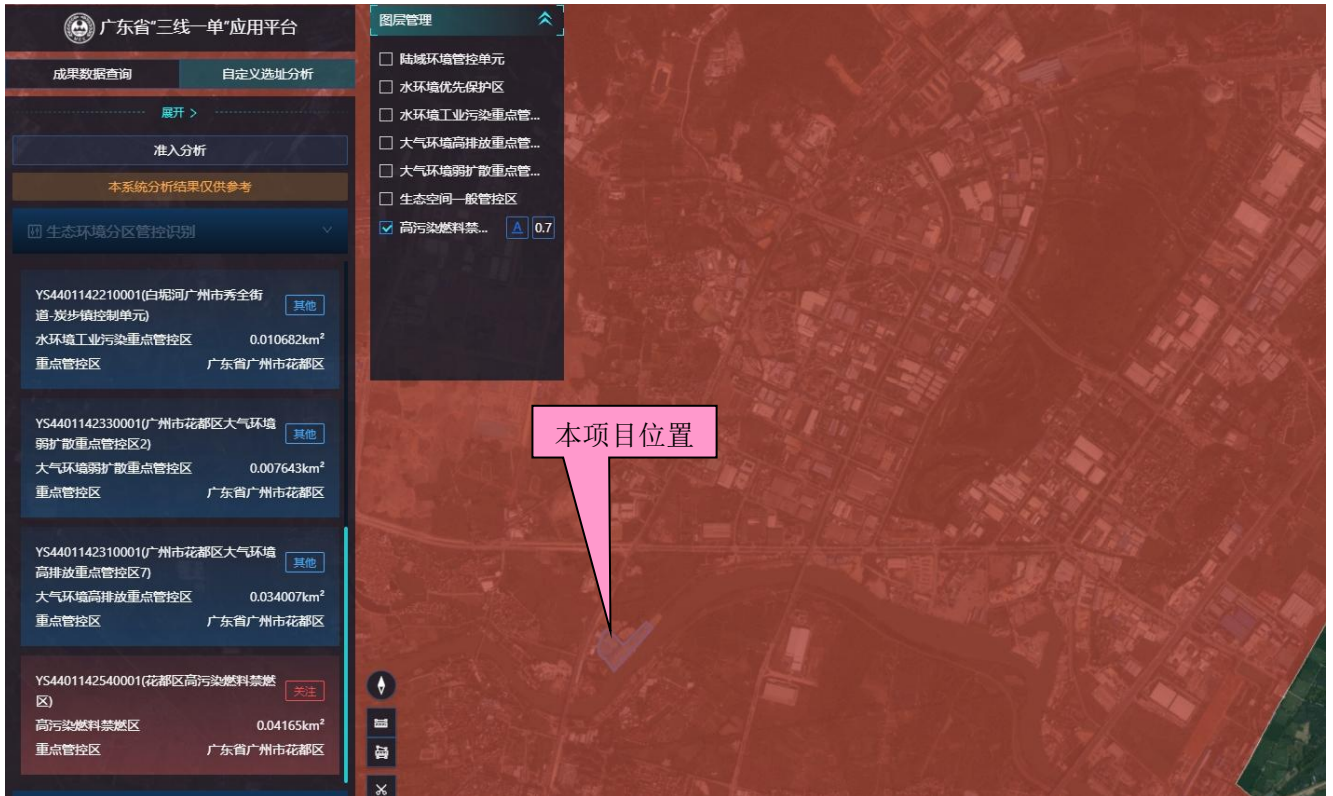 广东省“三线一单”应用平台
成果数据查询
自定义选址分析
展开 >
准入分析
本系统分析结果仅供参考
生态环境分区管控识别
YS4401142210001(白坭河广州市秀全街
道-炭步镇控制单元)
其他
水环境工业污染重点管控区 0.010682km²
重点管控区 广东省广州市花都区
YS4401142330001(广州市花都区大气环境
弱扩散重点管控区2)
其他
大气环境弱扩散重点管控区 0.007643km²
重点管控区 广东省广州市花都区
YS4401142310001(广州市花都区大气环境
高排放重点管控区7)
其他
大气环境高排放重点管控区 0.034007km²
重点管控区 广东省广州市花都区
YS4401142540001(花都区高污染燃料禁燃
区)
关注
高污染燃料禁燃区 0.04165km²
重点管控区 广东省广州市花都区
图层管理
陆域环境管控单元
水环境优先保护区
水环境工业污染重点管...
大气环境高排放重点管...
大气环境弱扩散重点管...
生态空间一般管控区
高污染燃料禁... A 0.7
本项目位置